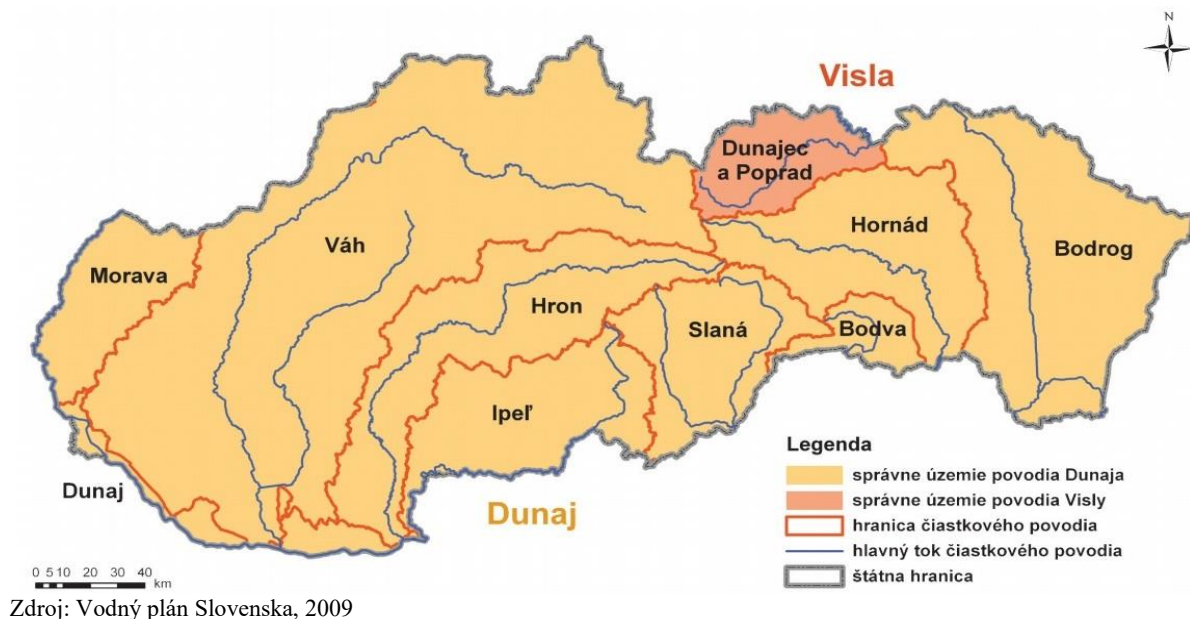 N
Visla
Dunajec
a Poprad
Hornád
Váh
Bodrog
Morava
Hron
Slaná
Bodva
Ipeľ
Dunaj
Dunaj
Legenda
správne územie povodia Dunaja
správne územie povodia Visly
hranica čiastkového povodia
hlavný tok čiastkového povodia
štátna hranica
0 5 10 20 30 40
km
Zdroj: Vodný plán Slovenska, 2009